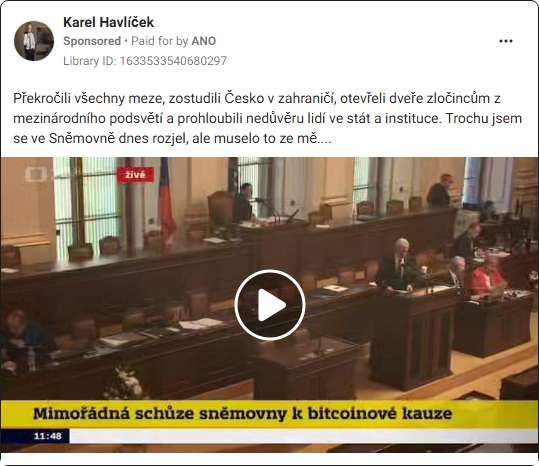 Karel Havlíček
Sponsored • Paid for by ANO
Library ID: 1633533540680297
Překročili všechny meze, zostudili Česko v zahraničí, otevřeli dveře zločincům z
mezinárodního podsvětí a prohloubili nedůvěru lidí ve stát a instituce. Trochu jsem
se ve Sněmovně dnes rozjel, ale muselo to ze mě....
živě
Mimořádná schůze sněmovny k bitcoinové kauze
11:48